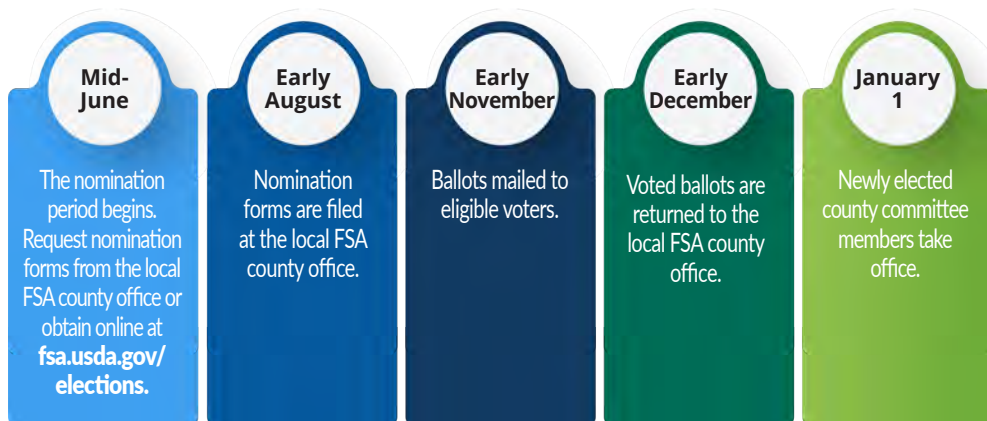 Mid-
June
The nomination
period begins.
Request nomination
forms from the local
FSA county office or
obtain online at
fsa.usda.gov/
elections.
Early
August
Nomination
forms are filed
at the local FSA
county office.
Early
November
Ballots mailed to
eligible voters.
Early
December
Voted ballots are
returned to the
local FSA county
office.
January
1
Newly elected
county committee
members take
office.